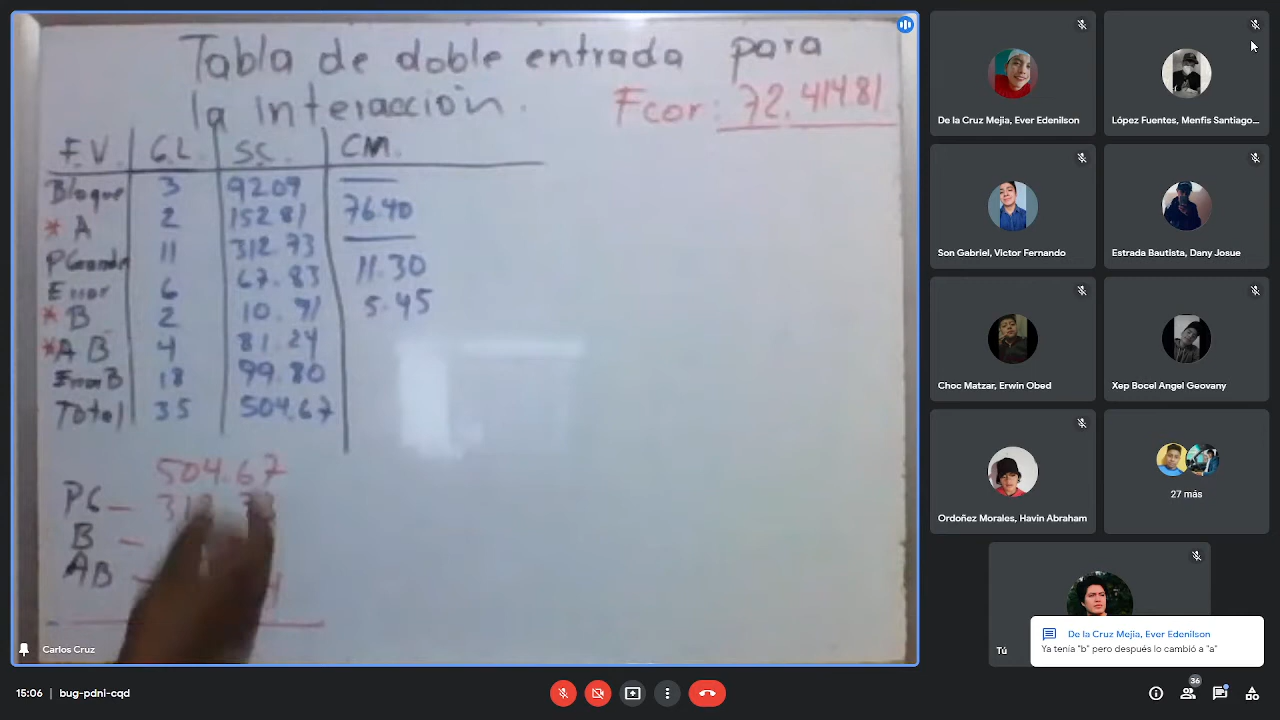 Tabla de doble entrada para
la interacción.
Fcor: 72.41481
F.V. G.L SC. CM.
Bloque 3 9209
* A 2 152 81 76.40
PGrande 11 312 73
Error 6 67.83 11.30
* B 2 10.91 5.45
* A B 4 81.24
Error B 18 99.80
Total 35 504.67
504.67
PG -
B -
AB -
Carlos Cruz
De la Cruz Mejia, Ever Edenilson
López Fuentes, Menfis Santiago...
Son Gabriel, Victor Fernando
Estrada Bautista, Dany Josue
Choc Matzar, Erwin Obed
Xep Bocel Angel Geovany
Ordoñez Morales, Havin Abraham
27 más
Tú
De la Cruz Mejia, Ever Edenilson
Ya tenía "b" pero después lo cambió a "a"
15:06 bug-pdnl-cqd
36